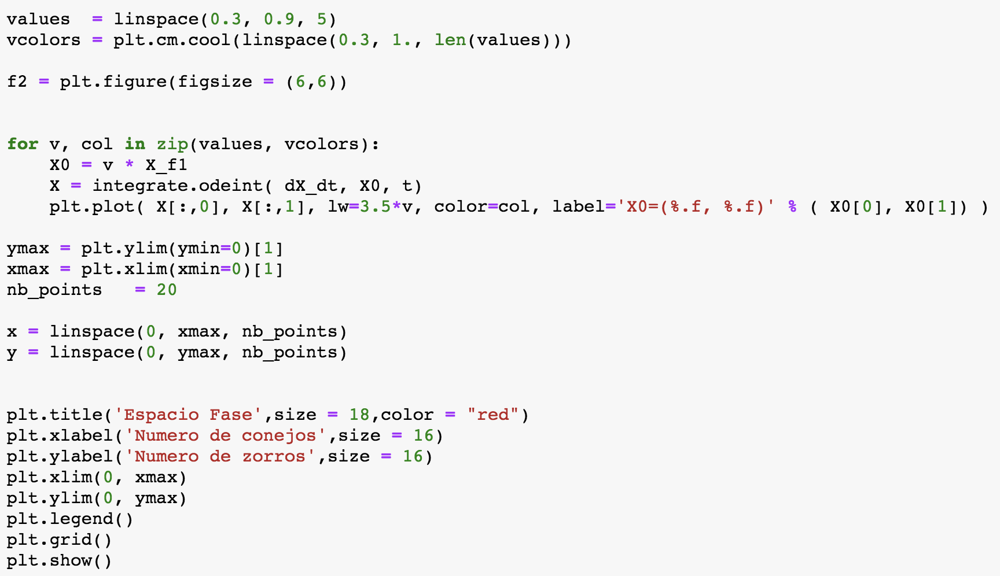 values  = linspace(0.3, 0.9, 5)
vcolors = plt.cm.cool(linspace(0.3, 1., len(values)))
f2 = plt.figure(figsize = (6,6))
for v, col in zip(values, vcolors):
    X0 = v * X_f1
    X = integrate.odeint( dX_dt, X0, t)
    plt.plot( X[:,0], X[:,1], lw=3.5*v, color=col, label='X0=(%.f, %.f)' % ( X0[0], X0[1]) )
ymax = plt.ylim(ymin=0)[1]
xmax = plt.xlim(xmin=0)[1]
nb_points   = 20
x = linspace(0, xmax, nb_points)
y = linspace(0, ymax, nb_points)
plt.title('Espacio Fase',size = 18,color = "red")
plt.xlabel('Numero de conejos',size = 16)
plt.ylabel('Numero de zorros',size = 16)
plt.xlim(0, xmax)
plt.ylim(0, ymax)
plt.legend()
plt.grid()
plt.show()